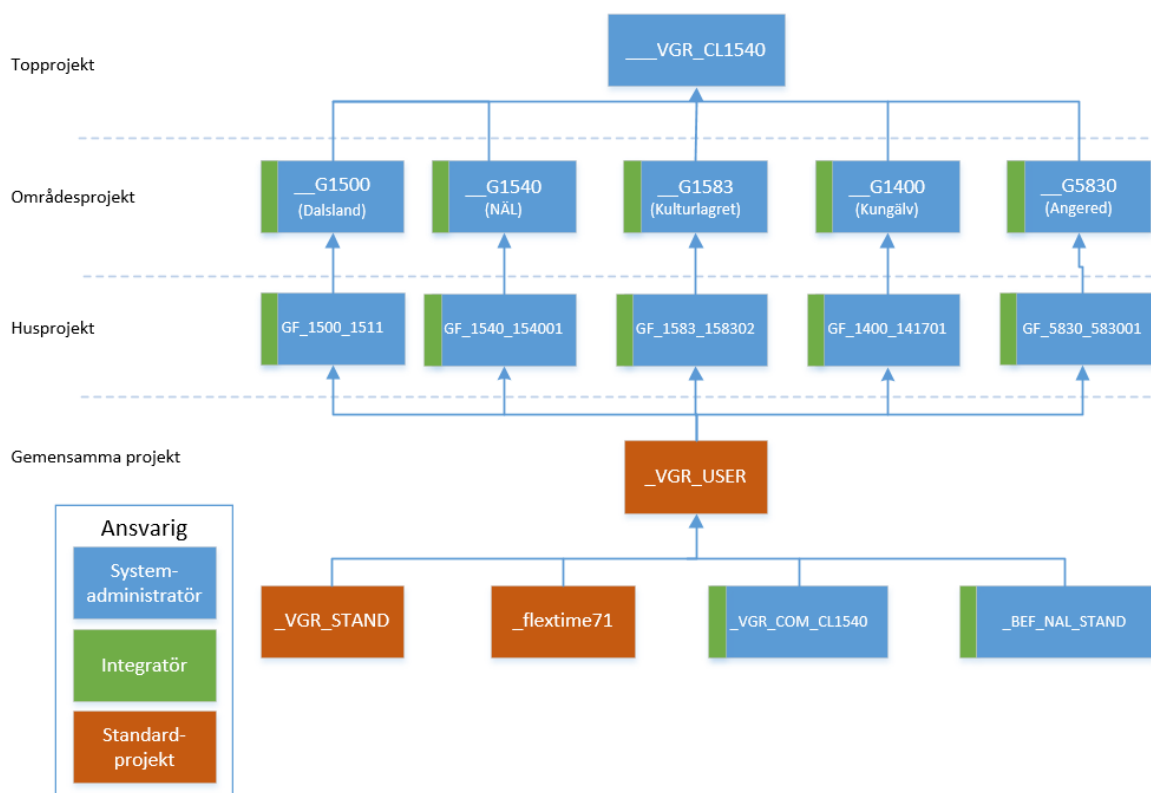 ___VGR_CL1540
Topprojekt
__G1500
(Dalsland)
__G1540
(NÄL)
__G1583
(Kulturlagret)
__G1400
(Kungälv)
__G5830
(Angered)
Områdesprojekt
Husprojekt
GF_1500_1511
GF_1540_154001
GF_1583_158302
GF_1400_141701
GF_5830_583001
Gemensamma projekt
_VGR_USER
Ansvarig
System-
administratör
Integratör
Standard-
projekt
_VGR_STAND
_flextime71
_VGR_COM_CL1540
_BEF_NAL_STAND